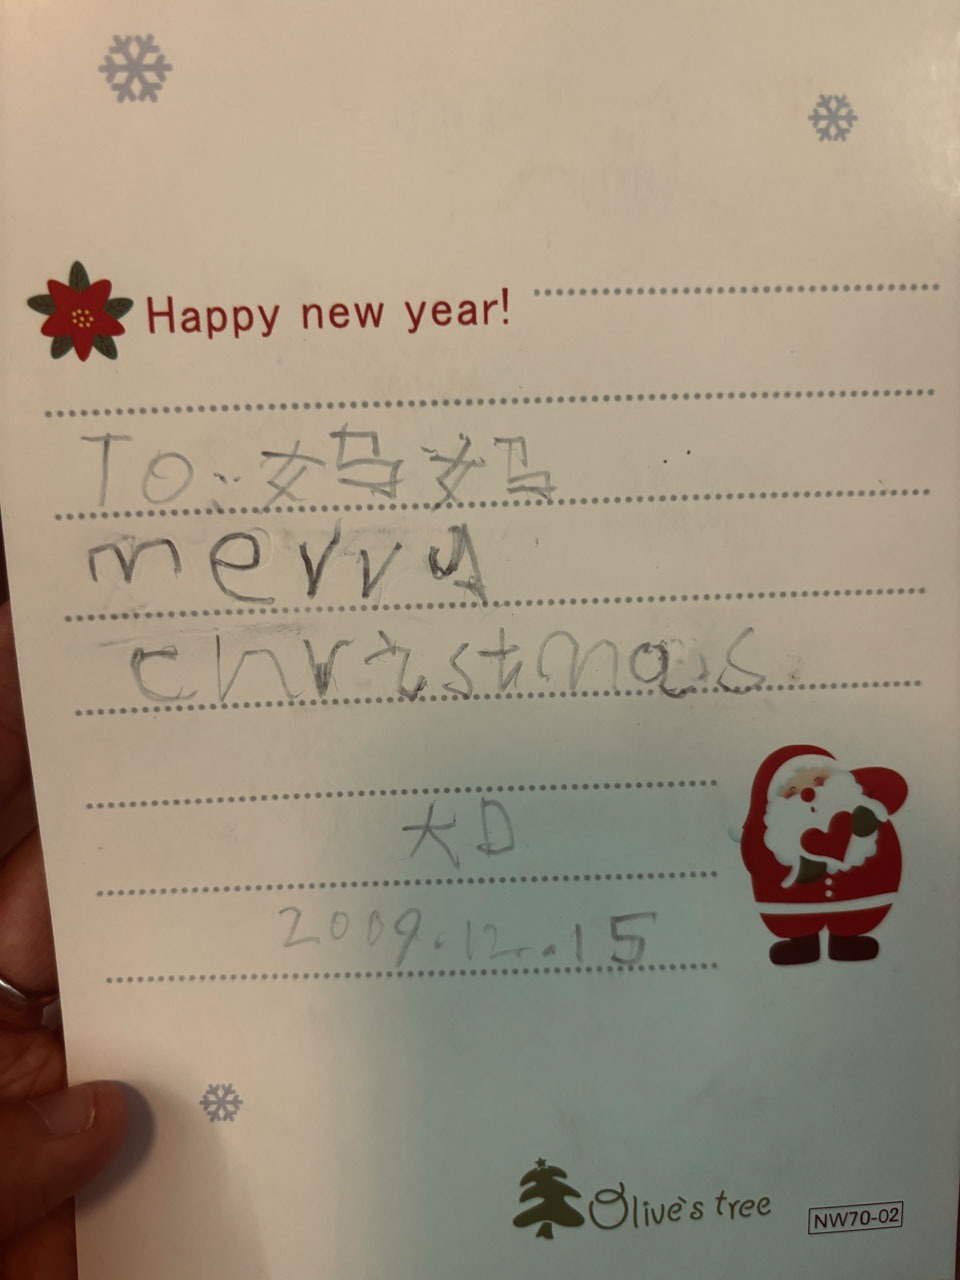 Happy new year!
To:妈妈
merry
christmas.
大D
2009.12.15
Olive's tree
NW70-02